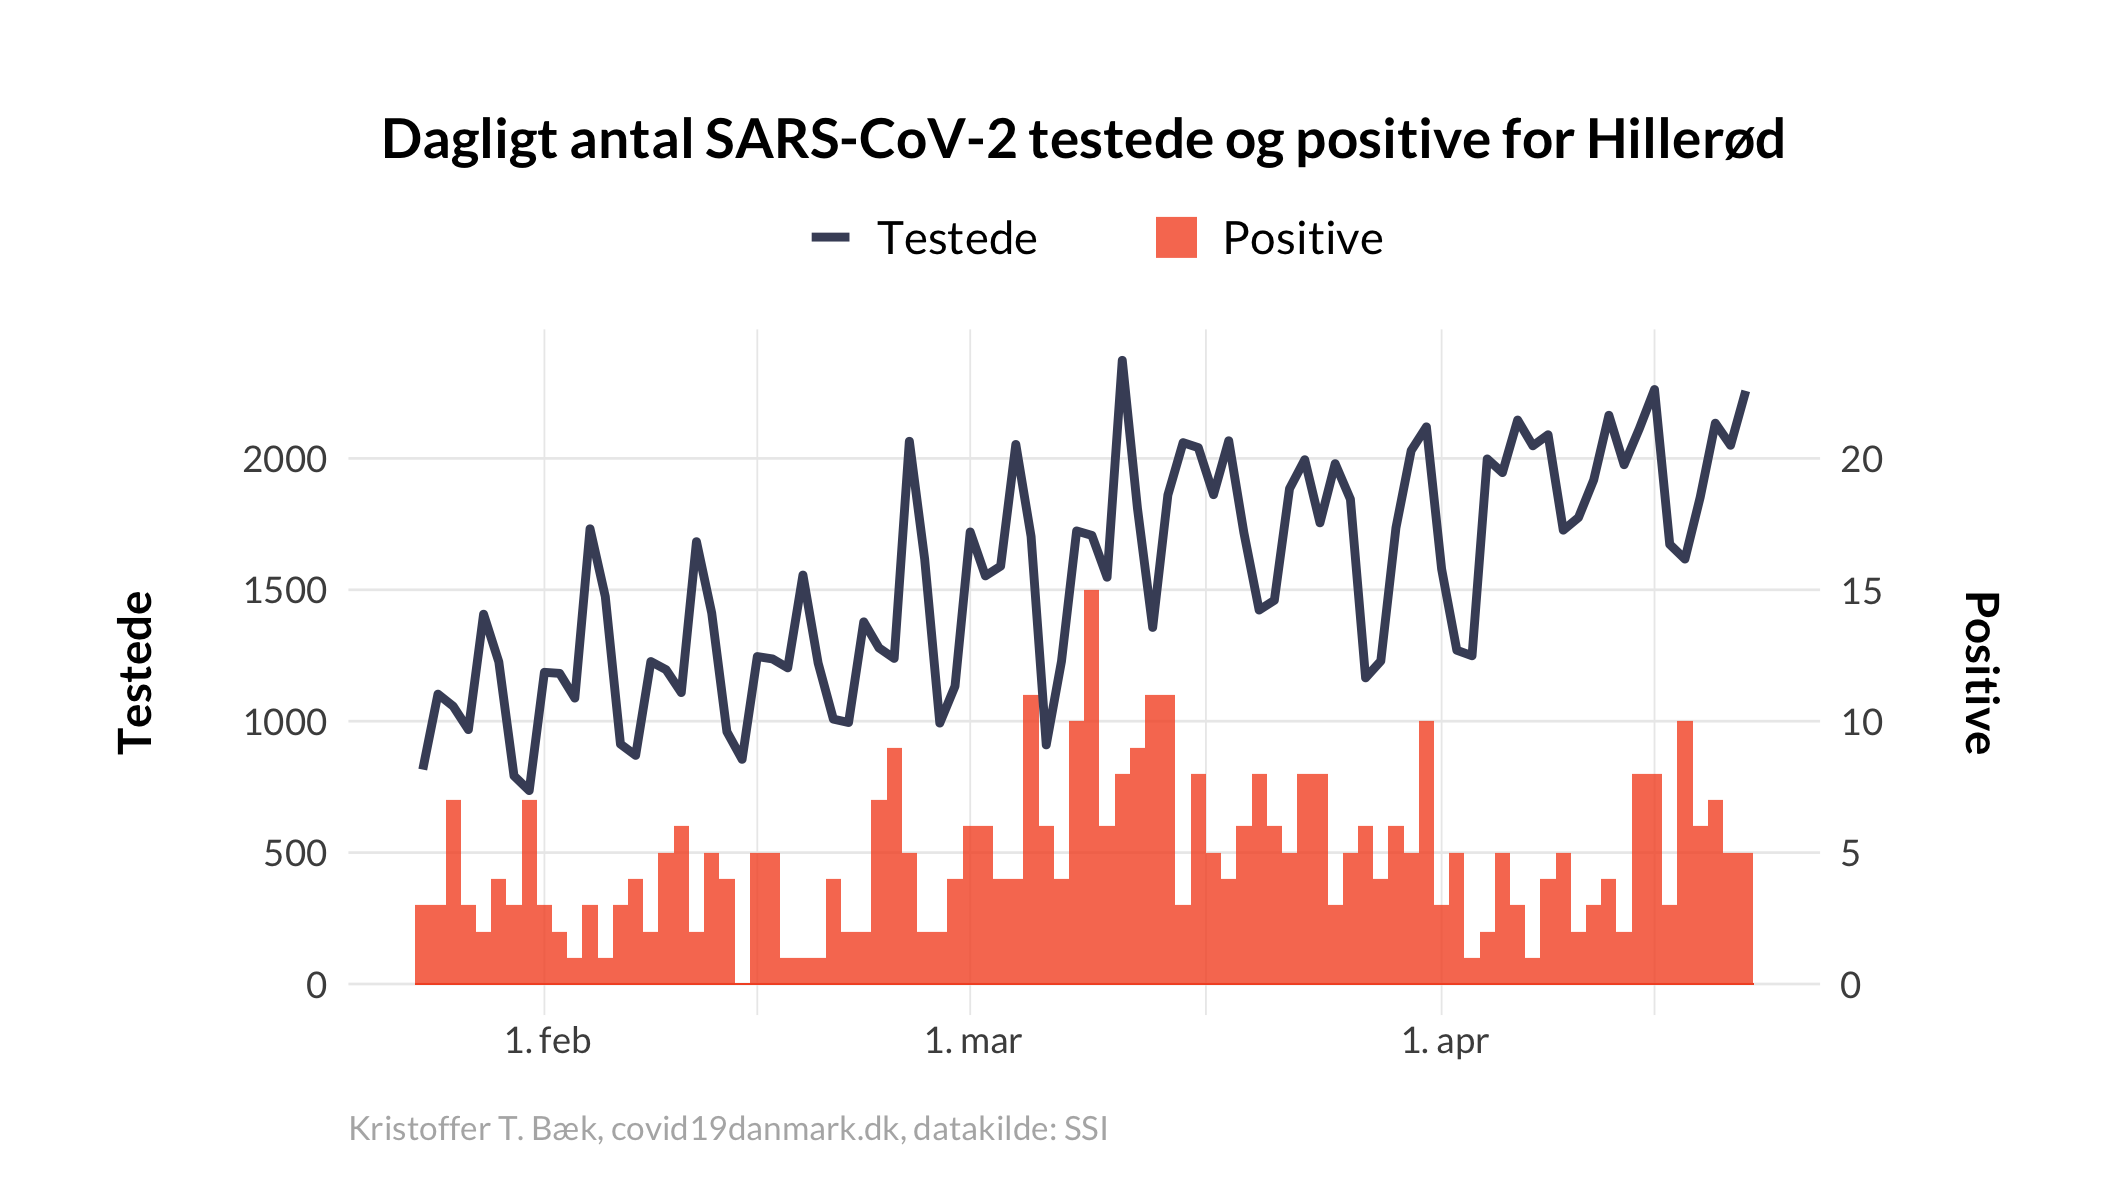 Dagligt antal SARS-CoV-2 testede og positive for Hillerød
Testede
Positive
Testede
2000
1500
1000
500
0
20
15
10
5
0
Positive
1. feb
1. mar
1. apr
Kristoffer T. Bæk, covid19danmark.dk, datakilde: SSI